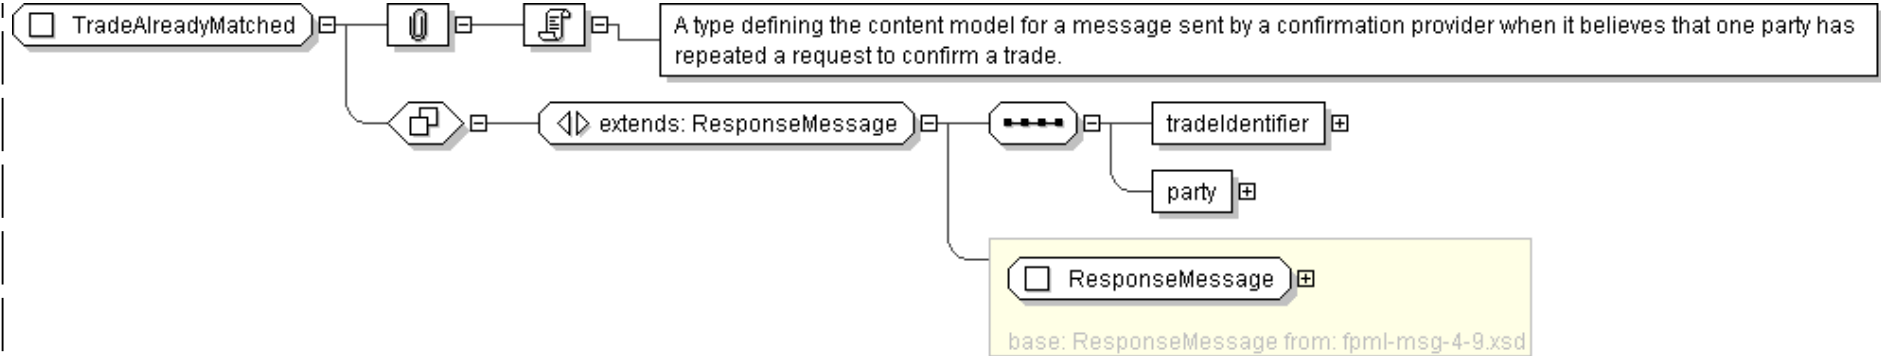 TradeAlreadyMatched
A type defining the content model for a message sent by a confirmation provider when it believes that one party has
repeated a request to confirm a trade.
extends: ResponseMessage
tradeIdentifier
party
ResponseMessage
base: ResponseMessage from: fpml-msg-4-9.xsd